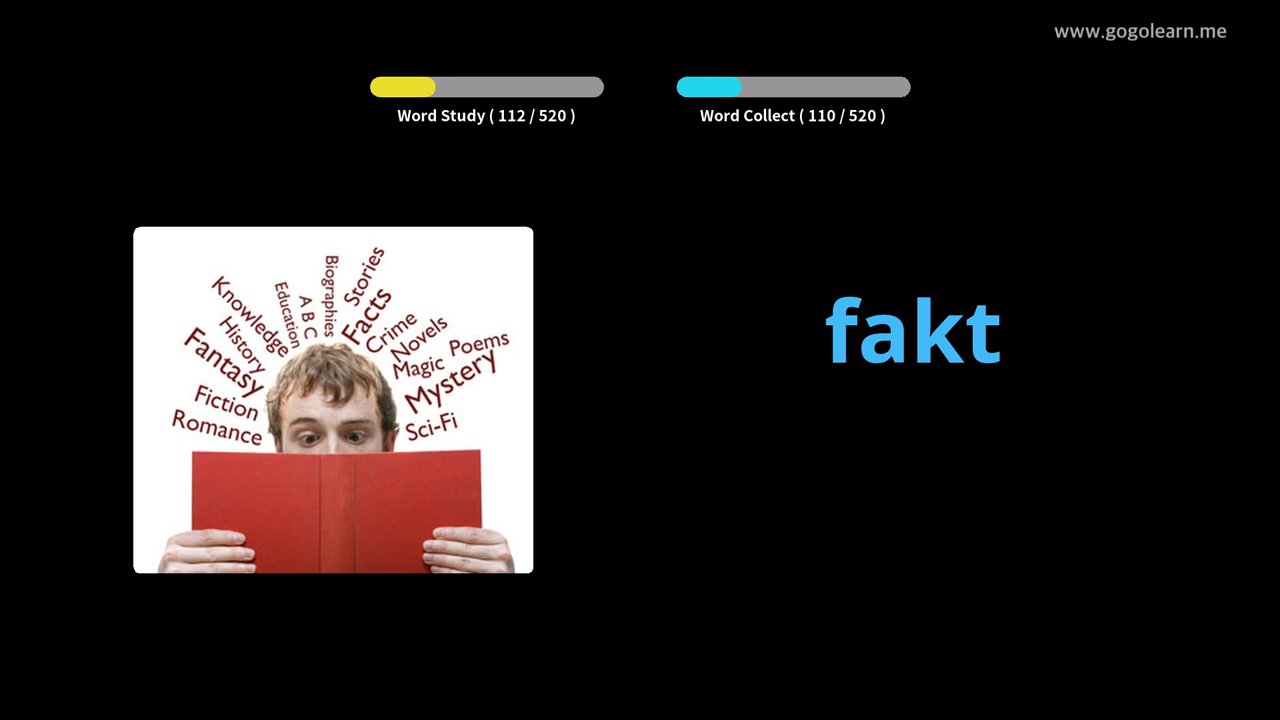 www.gogolearn.me
Word Study ( 112 / 520 )
Word Collect ( 110 / 520 )
fakt
Stories
Biographies
Facts
A B C
Education
Knowledge
Crime
Novels
History
Poems
Magic
Fantasy
Mystery
Fiction
Sci-Fi
Romance